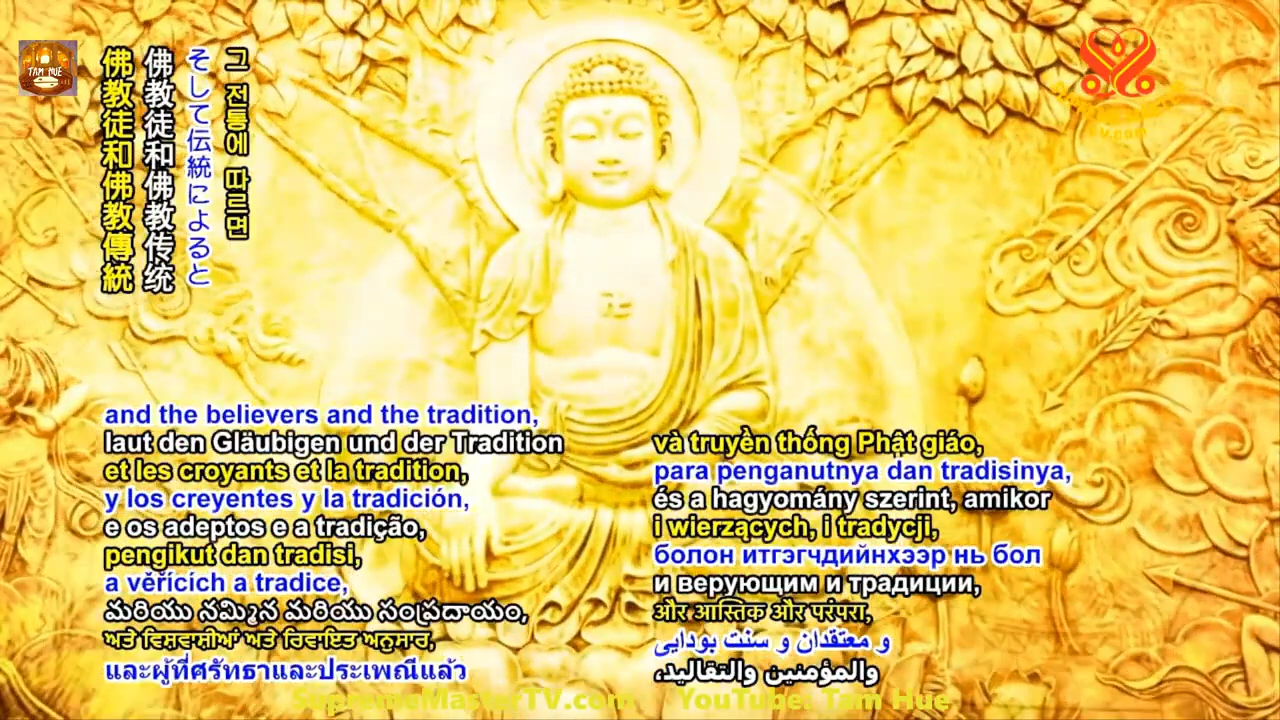 TAM HUE
佛教徒和佛教傳統
佛教徒和佛教传统
そして伝統によると
그 전통에 따르면
and the believers and the tradition,
laut den Gläubigen und der Tradition
et les croyants et la tradition,
y los creyentes y la tradición,
e os adeptos e a tradição,
pengikut dan tradisi,
a věřících a tradice,
మరియు నమ్మిన మరియు సంప్రదాయం,
ਅਤੇ ਵਿਸ਼ਵਾਸ਼ੀਆਂ ਅਤੇ ਰਿਵਾਇਤ ਅਨੁਸਾਰ,
และผู้ที่ศรัทธาและประเพณีแล้ว
và truyền thống Phật giáo,
para penganutnya dan tradisinya,
és a hagyomány szerint, amikor
i wierzących, i tradycji,
болон итгэгчдийнхээр нь бол
и верующим и традиции,
और आस्तिक और परंपरा,
و معتقدان و سنت بودایی
والمؤمنين والتقاليد،
SupremeMasterTV.com YouTube: Tam Hue